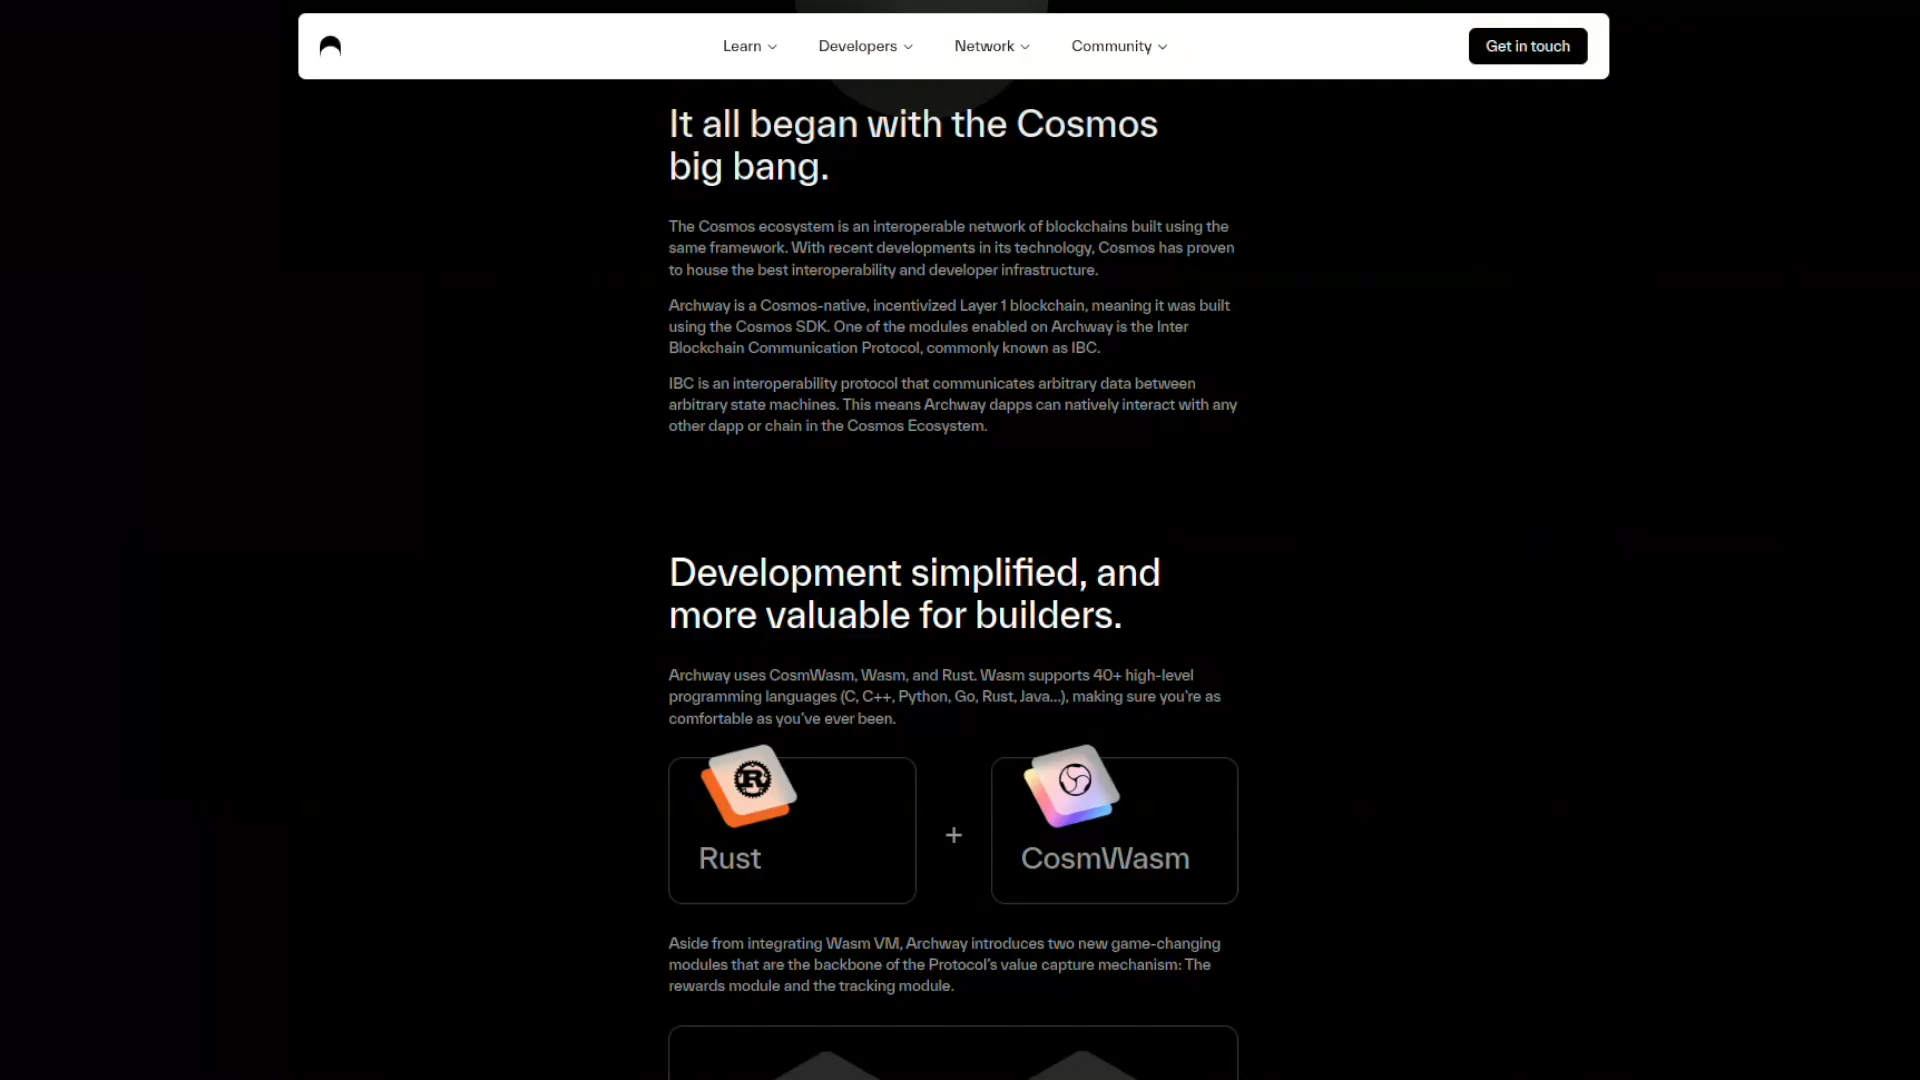 Learn
Developers
Network
Community
Get in touch
It all began with the Cosmos
big bang.
The Cosmos ecosystem is an interoperable network of blockchains built using the
same framework. With recent developments in its technology, Cosmos has proven
to house the best interoperability and developer infrastructure.
Archway is a Cosmos-native, incentivized Layer 1 blockchain, meaning it was built
using the Cosmos SDK. One of the modules enabled on Archway is the Inter
Blockchain Communication Protocol, commonly known as IBC.
IBC is an interoperability protocol that communicates arbitrary data between
arbitrary state machines. This means Archway dapps can natively interact with any
other dapp or chain in the Cosmos Ecosystem.
Development simplified, and
more valuable for builders.
Archway uses CosmWasm, Wasm, and Rust. Wasm supports 40+ high-level
programming languages (C, C++, Python, Go, Rust, Java...), making sure you're as
comfortable as you've ever been.
R
Rust
+
CosmWasm
Aside from integrating Wasm VM, Archway introduces two new game-changing
modules that are the backbone of the Protocol's value capture mechanism: The
rewards module and the tracking module.